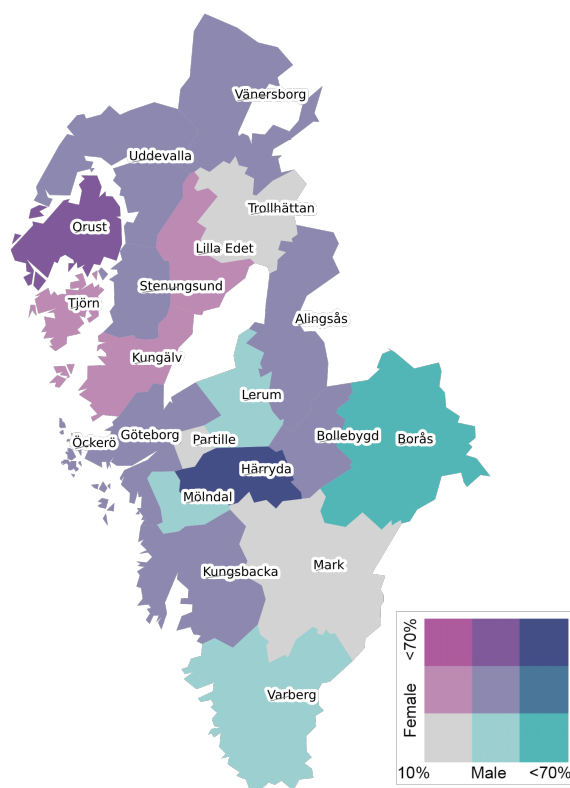 Vänersborg
Uddevalla
Trollhättan
Orust
Lilla Edet
Stenungsund
Tjörn
Alingsås
Kungälv
Lerum
Göteborg
Öckerö
Partille
Bollebygd
Borås
Härryda
Mölndal
Mark
Kungsbacka
Varberg
<70%
Female
10%
Male
<70%